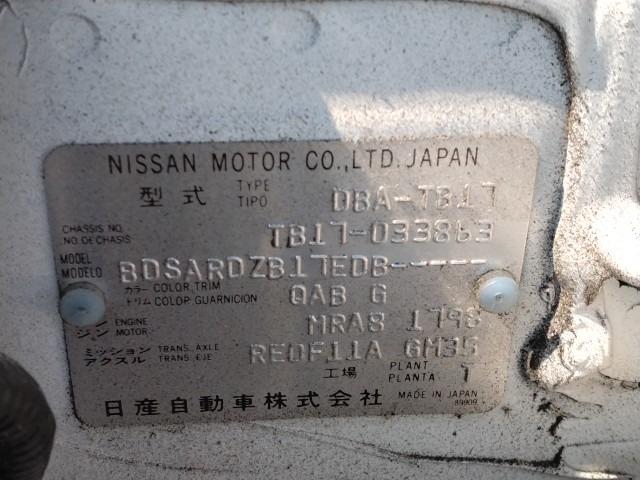 NISSAN MOTOR CO.,LTD. JAPAN
型式 TYPE TIPO DBA-TB17
CHASSIS NO. NO. DE CHASIS TB17-033863
MODEL MODELO BDSARDZB17EDB-----
カラー トリム COLOR, TRIM COLOR, GUARNICION QAB G
エンジン ENGINE MOTOR MRA8 1798
ミッション アクスル TRANS., AXLE TRANS., EJE RE0F11A GM35
工場 PLANT PLANTA 1
日産自動車株式会社 MADE IN JAPAN
89909